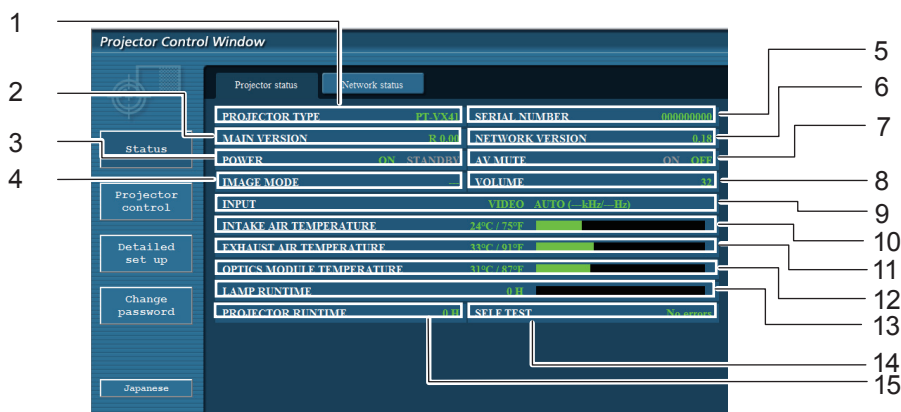 1
Projector Control Window
5
Projector status
Network status
6
2
PROJECTOR TYPE PT-VX41
SERIAL NUMBER 000000000
7
MAIN VERSION R 0.00
NETWORK VERSION 0.18
3
Status
POWER ON STANDBY
AV MUTE ON OFF
4
IMAGE MODE ---
VOLUME 32
8
Projector control
INPUT VIDEO AUTO (---kHz/---Hz)
9
INTAKE AIR TEMPERATURE 24°C / 75°F
10
Detailed set up
EXHAUST AIR TEMPERATURE 33°C / 91°F
11
OPTICS MODULE TEMPERATURE 31°C / 87°F
12
LAMP RUNTIME 0 H
13
Change password
PROJECTOR RUNTIME 0 H
SELF TEST No errors
14
15
Japanese